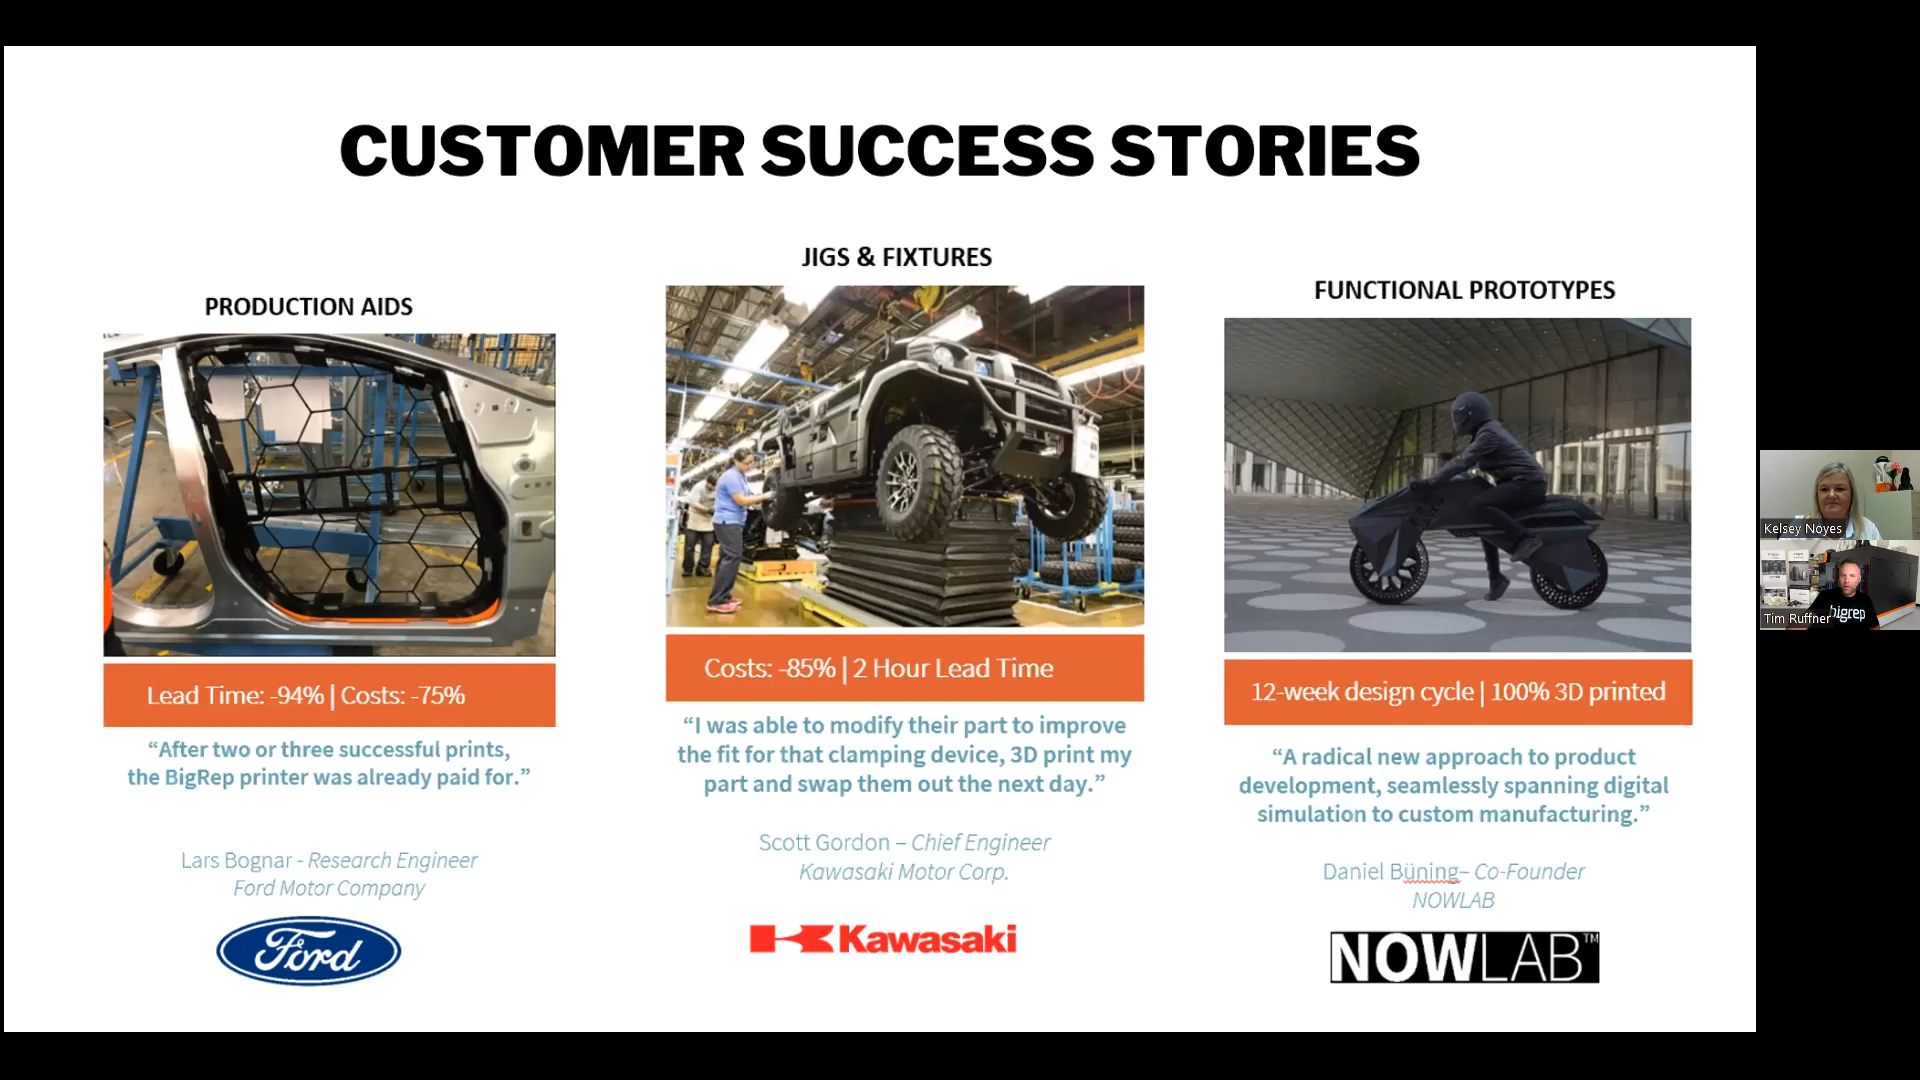 CUSTOMER SUCCESS STORIES
PRODUCTION AIDS
Lead Time: -94% | Costs: -75%
“After two or three successful prints,
the BigRep printer was already paid for.”
Lars Bognar - Research Engineer
Ford Motor Company
Ford
JIGS & FIXTURES
Costs: -85% | 2 Hour Lead Time
“I was able to modify their part to improve
the fit for that clamping device, 3D print my
part and swap them out the next day.”
Scott Gordon – Chief Engineer
Kawasaki Motor Corp.
Kawasaki
FUNCTIONAL PROTOTYPES
12-week design cycle | 100% 3D printed
“A radical new approach to product
development, seamlessly spanning digital
simulation to custom manufacturing.”
Daniel Büning– Co-Founder
NOWLAB
NOWLAB™
Kelsey Noyes
bigrep
Tim Ruffner